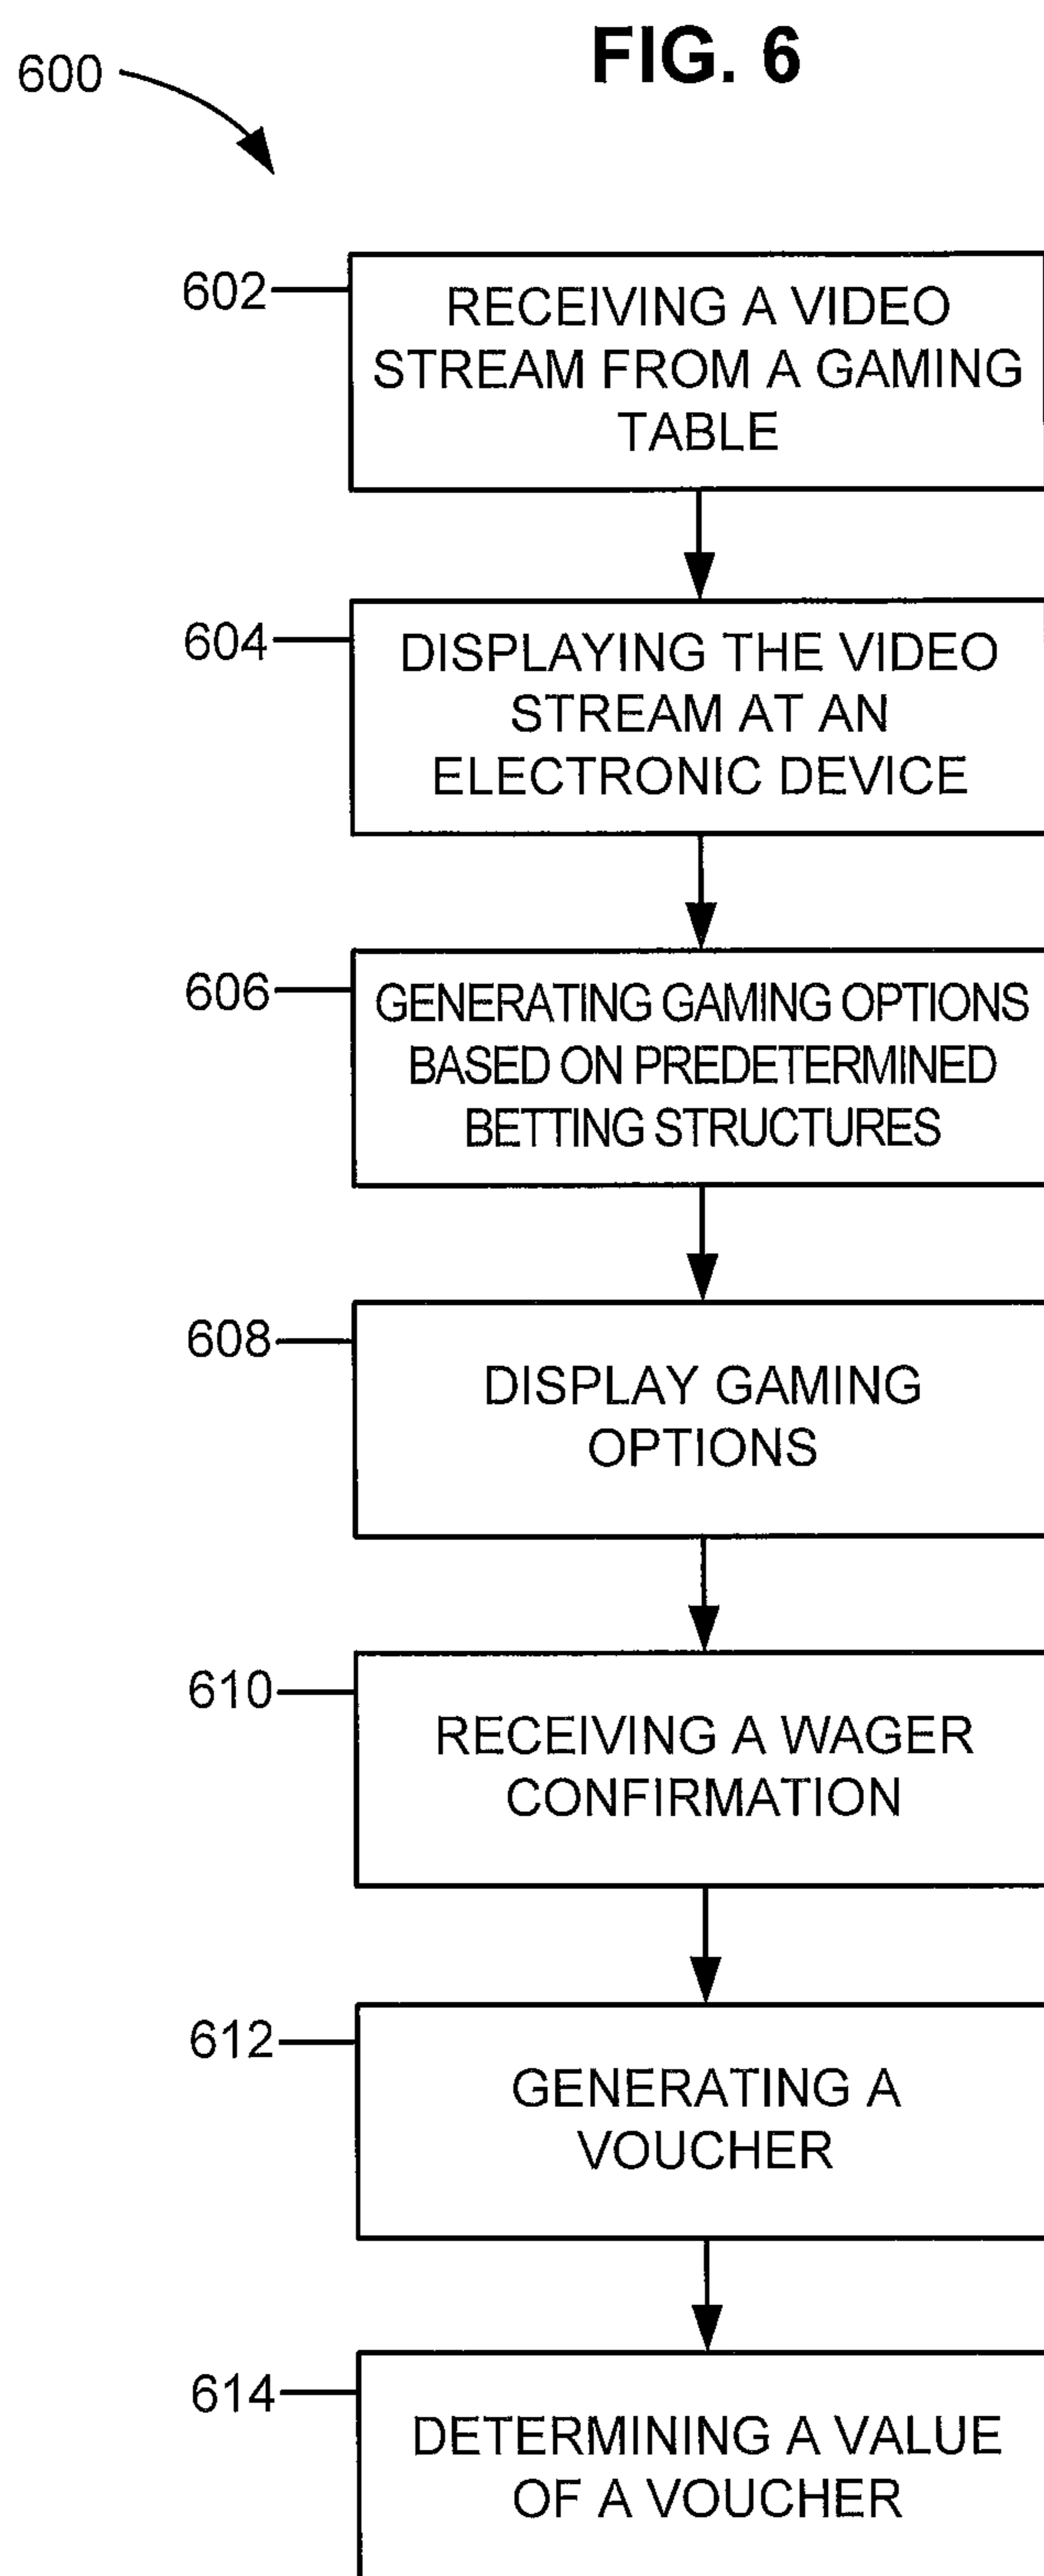 FIG. 6
600
602
RECEIVING A VIDEO
STREAM FROM A GAMING
TABLE
604
DISPLAYING THE VIDEO
STREAM AT AN
ELECTRONIC DEVICE
606
GENERATING GAMING OPTIONS
BASED ON PREDETERMINED
BETTING STRUCTURES
608
DISPLAY GAMING
OPTIONS
610
RECEIVING A WAGER
CONFIRMATION
612
GENERATING A
VOUCHER
614
DETERMINING A VALUE
OF A VOUCHER